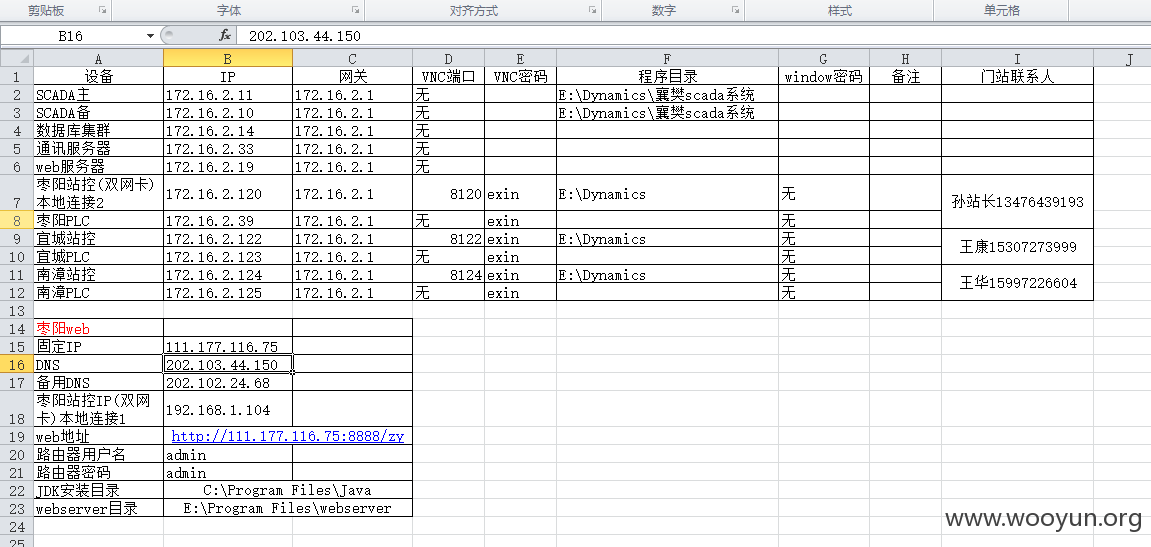 剪贴板 字体 对齐方式 数字 样式 单元格
B16 fx 202.103.44.150
A B C D E F G H I J
1 设备 IP 网关 VNC端口 VNC密码 程序目录 window密码 备注 门站联系人
2 SCADA主 172.16.2.11 172.16.2.1 无 E:\Dynamics\襄樊scada系统
3 SCADA备 172.16.2.10 172.16.2.1 无 E:\Dynamics\襄樊scada系统
4 数据库集群 172.16.2.14 172.16.2.1 无
5 通讯服务器 172.16.2.33 172.16.2.1 无
6 web服务器 172.16.2.19 172.16.2.1 无
枣阳站控(双网卡)
7 本地连接2 172.16.2.120 172.16.2.1 8120 exin E:\Dynamics 无
孙站长13476439193
8 枣阳PLC 172.16.2.39 172.16.2.1 无 exin 无
9 宜城站控 172.16.2.122 172.16.2.1 8122 exin E:\Dynamics 无
王康15307273999
10 宜城PLC 172.16.2.123 172.16.2.1 无 exin 无
11 南漳站控 172.16.2.124 172.16.2.1 8124 exin E:\Dynamics 无
王华15997226604
12 南漳PLC 172.16.2.125 172.16.2.1 无 exin 无
13
14 枣阳web
15 固定IP 111.177.116.75
16 DNS 202.103.44.150
17 备用DNS 202.102.24.68
枣阳站控IP(双网
18 卡)本地连接1 192.168.1.104
19 web地址 http://111.177.116.75:8888/zy
20 路由器用户名 admin
21 路由器密码 admin
22 JDK安装目录 C:\Program Files\Java
23 webserver目录 E:\Program Files\webserver
24
25
www.wooyun.org